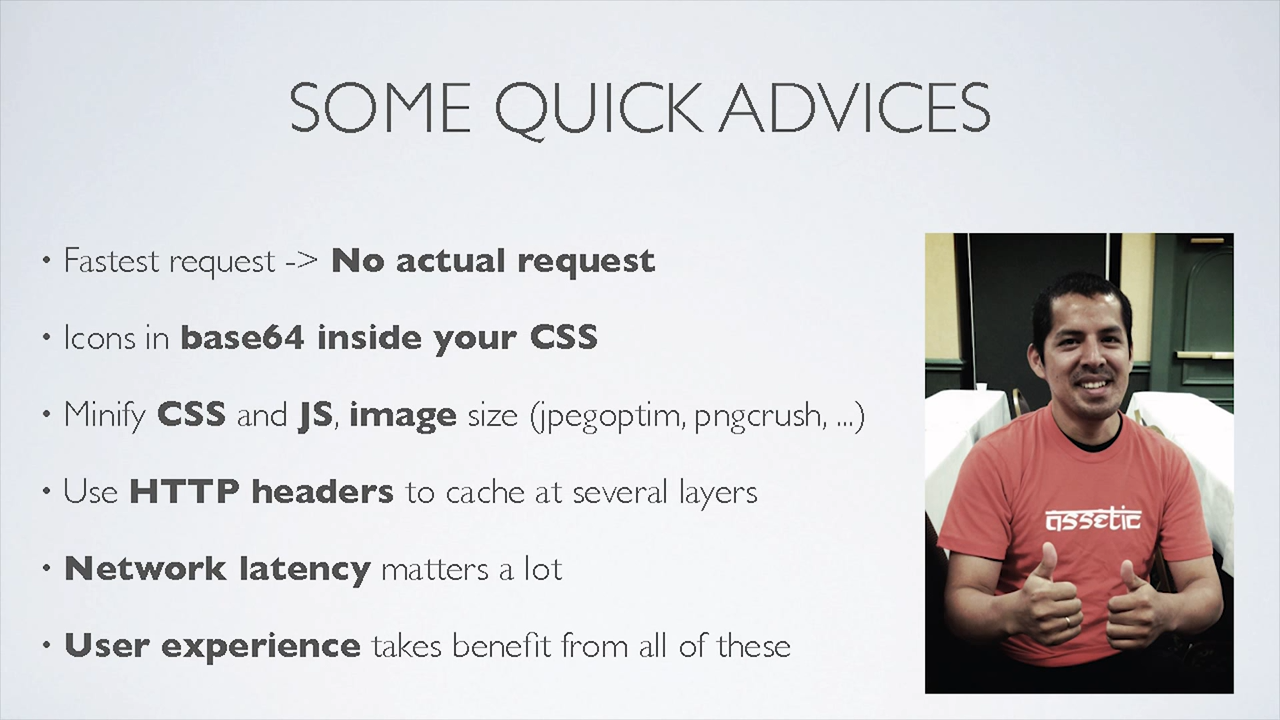 SOME QUICK ADVICES
• Fastest request -> No actual request
• Icons in base64 inside your CSS
• Minify CSS and JS, image size (jpegoptim, pngcrush, ...)
• Use HTTP headers to cache at several layers
• Network latency matters a lot
• User experience takes benefit from all of these
assetic